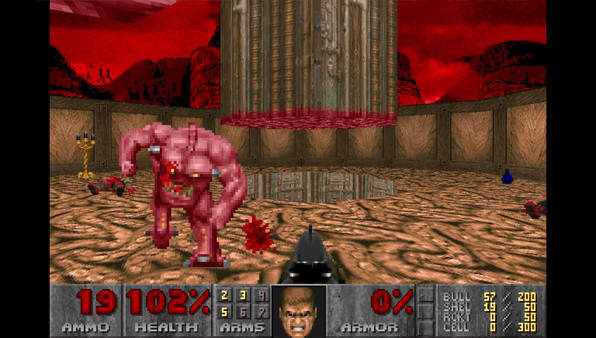 19 102% 2 3 4 0% BULL 57 / 200
5 6 7 SHEL 19 / 50
RCKT 0 / 50
AMMO HEALTH ARMS ARMOR CELL 0 / 300